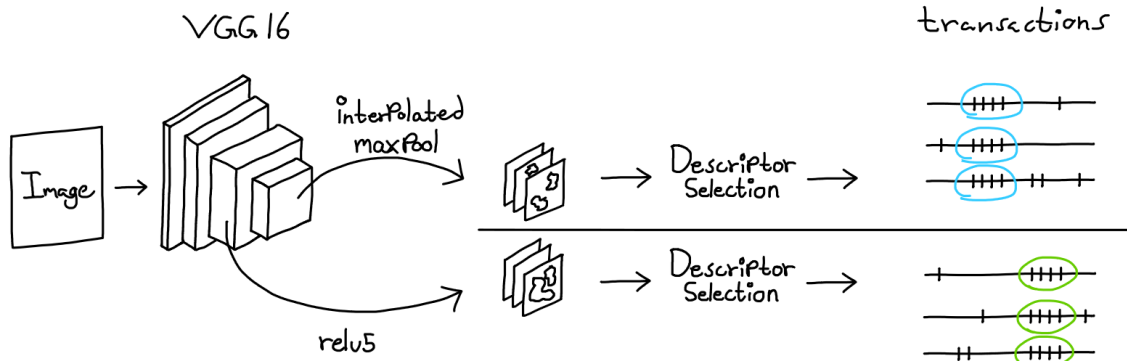 VGG16
transactions
Image
interpolated
maxpool
Descriptor
Selection
Descriptor
Selection
relu5